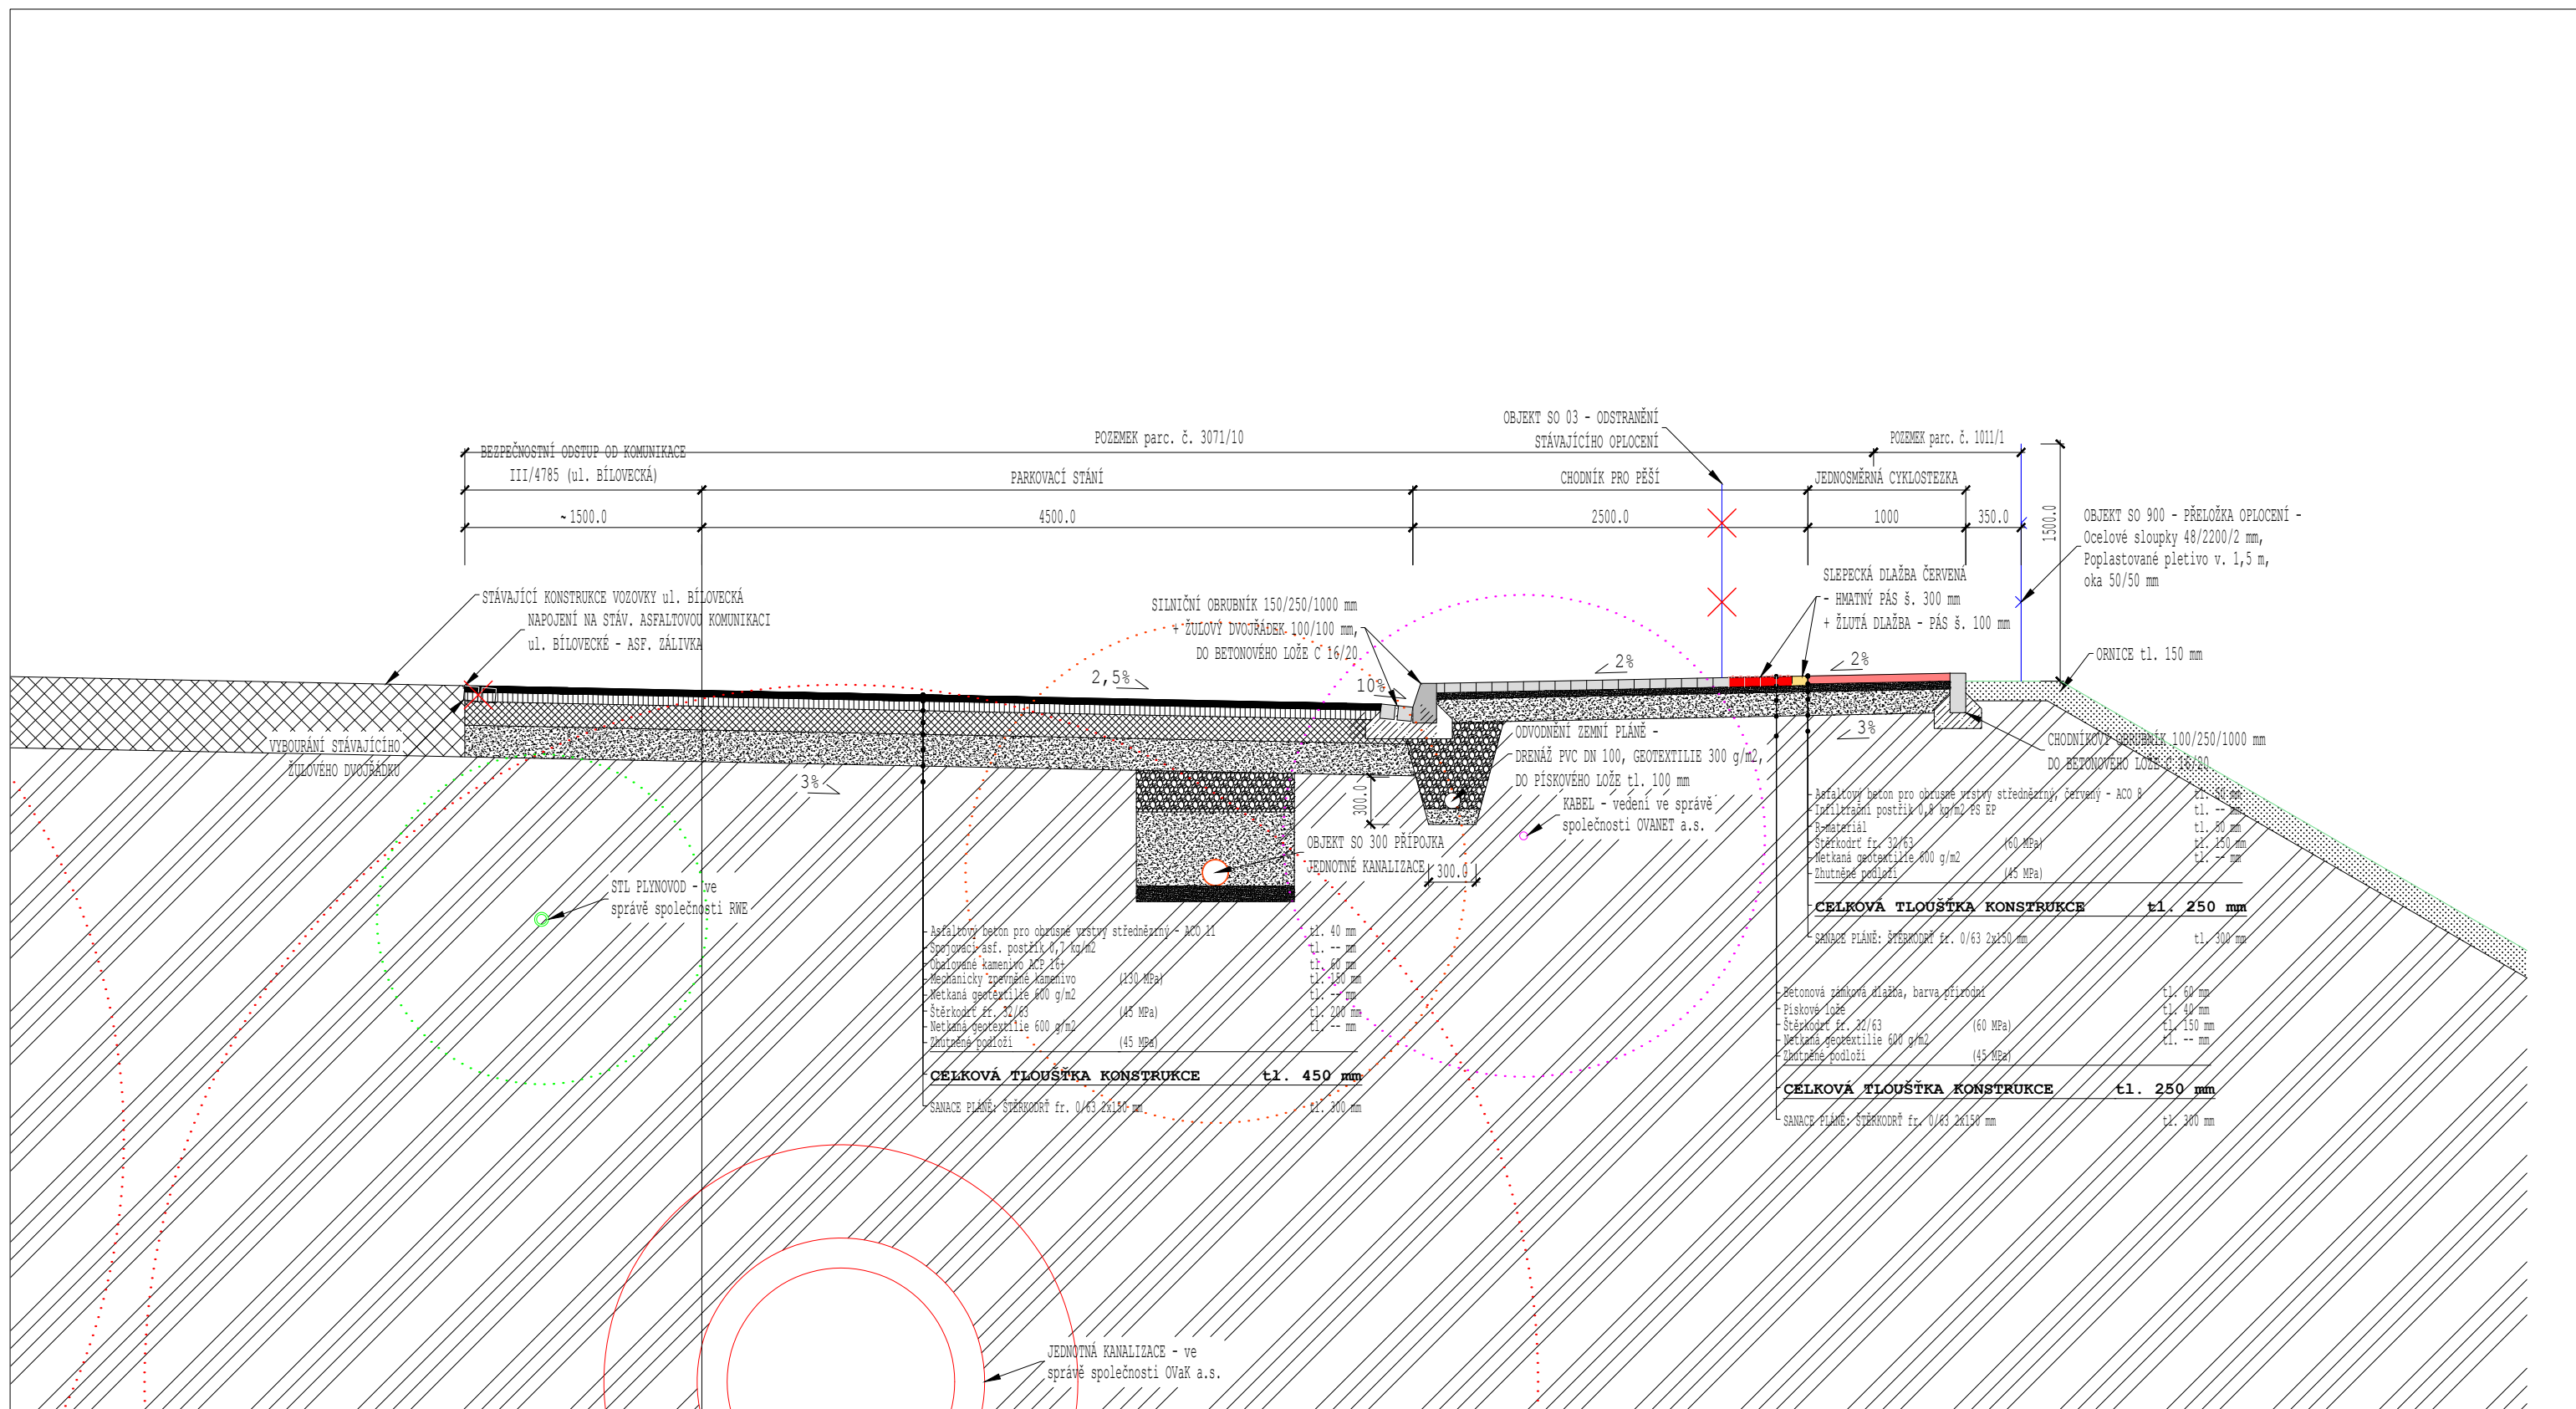 OBJEKT SO 03 - ODSTRANĚNÍ
STÁVAJÍCÍHO OPLOCENÍ
POZEMEK parc. č. 3071/10
POZEMEK parc. č. 1011/1
BEZPEČNOSTNÍ ODSTUP OD KOMUNIKACE
III/4785 (ul. BÍLOVECKÁ)
PARKOVACÍ STÁNÍ
CHODNÍK PRO PĚŠÍ
JEDNOSMĚRNÁ CYKLOSTEZKA
~1500.0
4500.0
2500.0
1000
350.0
1500.0
OBJEKT SO 900 - PŘELOŽKA OPLOCENÍ -
Ocelové sloupky 48/2200/2 mm,
Poplastované pletivo v. 1,5 m,
oka 50/50 mm
SLEPECKÁ DLAŽBA ČERVENÁ
- HMATNÝ PÁS š. 300 mm
+ ŽLUTÁ DLAŽBA - PÁS š. 100 mm
STÁVAJÍCÍ KONSTRUKCE VOZOVKY ul. BÍLOVECKÁ
NAPOJENÍ NA STÁV. ASFALTOVOU KOMUNIKACI
ul. BÍLOVECKÉ - ASF. ZÁLIVKA
SILNIČNÍ OBRUBNÍK 150/250/1000 mm
+ ŽULOVÝ DVOJŘÁDEK 100/100 mm,
DO BETONOVÉHO LOŽE C 16/20
ORNICE tl. 150 mm
2,5%
10%
2%
2%
3%
3%
VYBOURÁNÍ STÁVAJÍCÍHO
ŽULOVÉHO DVOJŘÁDKU
ODVODNĚNÍ ZEMNÍ PLÁNĚ -
DRENÁŽ PVC DN 100, GEOTEXTILIE 300 g/m2,
DO PÍSKOVÉHO LOŽE tl. 100 mm
CHODNÍKOVÝ OBRUBNÍK 100/250/1000 mm
DO BETONOVÉHO LOŽE C 16/20
300.0
KABEL - vedení ve správě
společnosti OVANET a.s.
OBJEKT SO 300 PŘÍPOJKA
JEDNOTNÉ KANALIZACE
300.0
STL PLYNOVOD - ve
správě společnosti RWE
Asfaltový beton pro obrusné vrstvy střednězrný, červený - ACO 8 tl. mm
Infiltrační postřik 0,8 kg/m2 PS EP tl. -- mm
R-materiál tl. 50 mm
Štěrkodrť fr. 32/63 (60 MPa) tl. 150 mm
Netkaná geotextilie 600 g/m2 tl. -- mm
Zhutněné podloží (45 MPa)
CELKOVÁ TLOUŠŤKA KONSTRUKCE tl. 250 mm
SANACE PLÁNĚ: ŠTĚRKODRŤ fr. 0/63 2x150 mm tl. 300 mm
Asfaltový beton pro obrusné vrstvy střednězrný - ACO 11 tl. 40 mm
Spojovací asf. postřik 0,7 kg/m2 tl. -- mm
Obalované kamenivo ACP 16+ tl. 60 mm
Mechanicky zpevněné kamenivo (130 MPa) tl. 150 mm
Netkaná geotextilie 600 g/m2 tl. -- mm
Štěrkodrť fr. 32/63 (45 MPa) tl. 200 mm
Netkaná geotextilie 600 g/m2 tl. -- mm
Zhutněné podloží (45 MPa)
CELKOVÁ TLOUŠŤKA KONSTRUKCE tl. 450 mm
SANACE PLÁNĚ: ŠTĚRKODRŤ fr. 0/63 2x150 mm tl. 300 mm
Betonová zámková dlažba, barva přírodní tl. 60 mm
Pískové lože tl. 40 mm
Štěrkodrť fr. 32/63 (60 MPa) tl. 150 mm
Netkaná geotextilie 600 g/m2 tl. -- mm
Zhutněné podloží (45 MPa)
CELKOVÁ TLOUŠŤKA KONSTRUKCE tl. 250 mm
SANACE PLÁNĚ: ŠTĚRKODRŤ fr. 0/63 2x150 mm tl. 300 mm
JEDNOTNÁ KANALIZACE - ve
správě společnosti OVaK a.s.